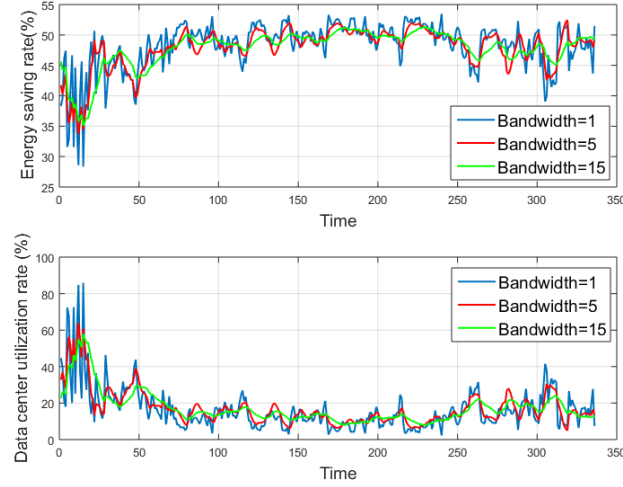 Energy saving rate(%)
55
50
45
40
35
30
25
0
50
100
150
200
250
300
350
Time
Bandwidth=1
Bandwidth=5
Bandwidth=15
Data center utilization rate (%)
100
80
60
40
20
0
0
50
100
150
200
250
300
350
Time
Bandwidth=1
Bandwidth=5
Bandwidth=15